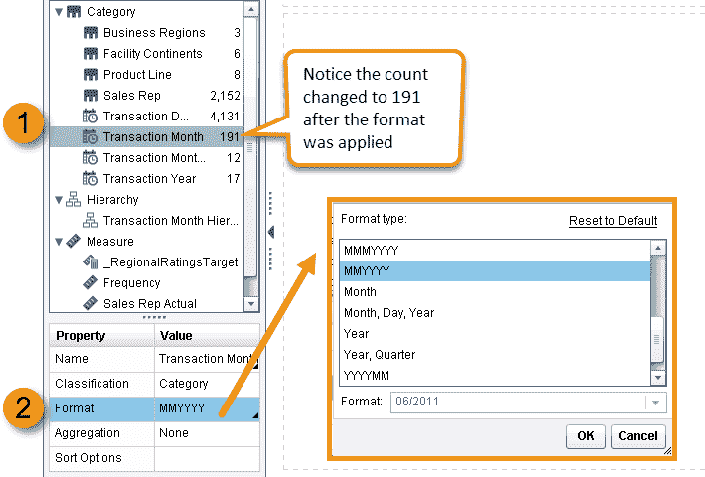 Category
Business Regions 3
Facility Continents 6
Product Line 8
Sales Rep 2,152
Transaction D... 4,131
Transaction Month 191
Transaction Mont... 12
Transaction Year 17
Hierarchy
Transaction Month Hier...
Measure
_RegionalRatingsTarget
Frequency
Sales Rep Actual
1
Notice the count
changed to 191
after the format
was applied
Property Value
Name Transaction Month
Classification Category
2
Format MMYYYY
Aggregation None
Sort Options
Format type: Reset to Default
MMMYYYY
MMYYYY
Month
Month, Day, Year
Year
Year, Quarter
YYYYMM
Format: 06/2011
OK Cancel